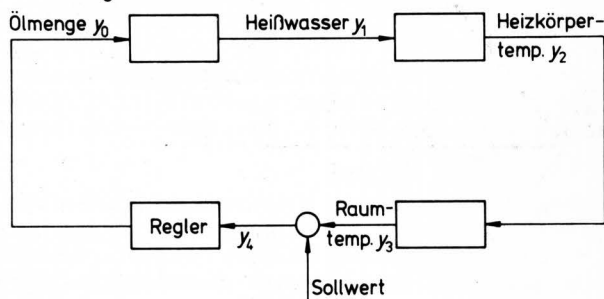 Ölmenge y₀
Heißwasser y₁
Heizkörper-
temp. y₂
Regler
y₄
Raum-
temp. y₃
Sollwert